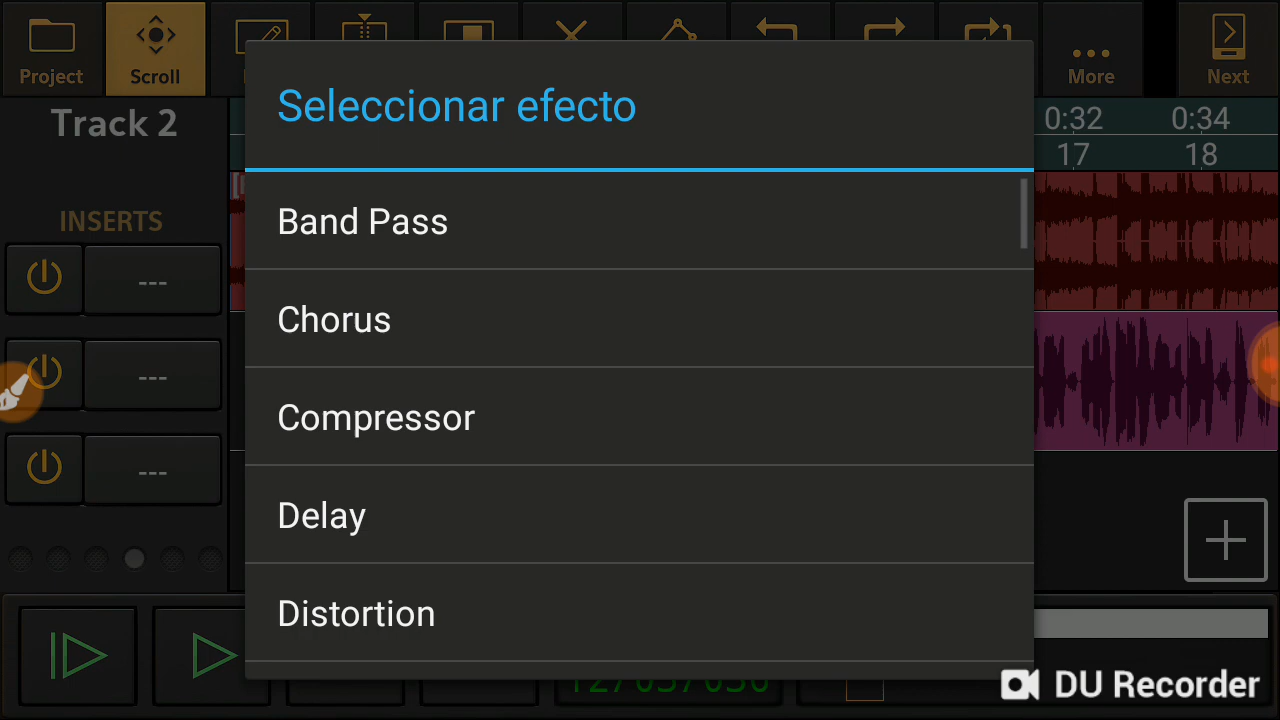 Project
Scroll
More
Next
Track 2
Seleccionar efecto
0:32
0:34
17
18
INSERTS
Band Pass
---
Chorus
---
Compressor
---
Delay
Distortion
DU Recorder